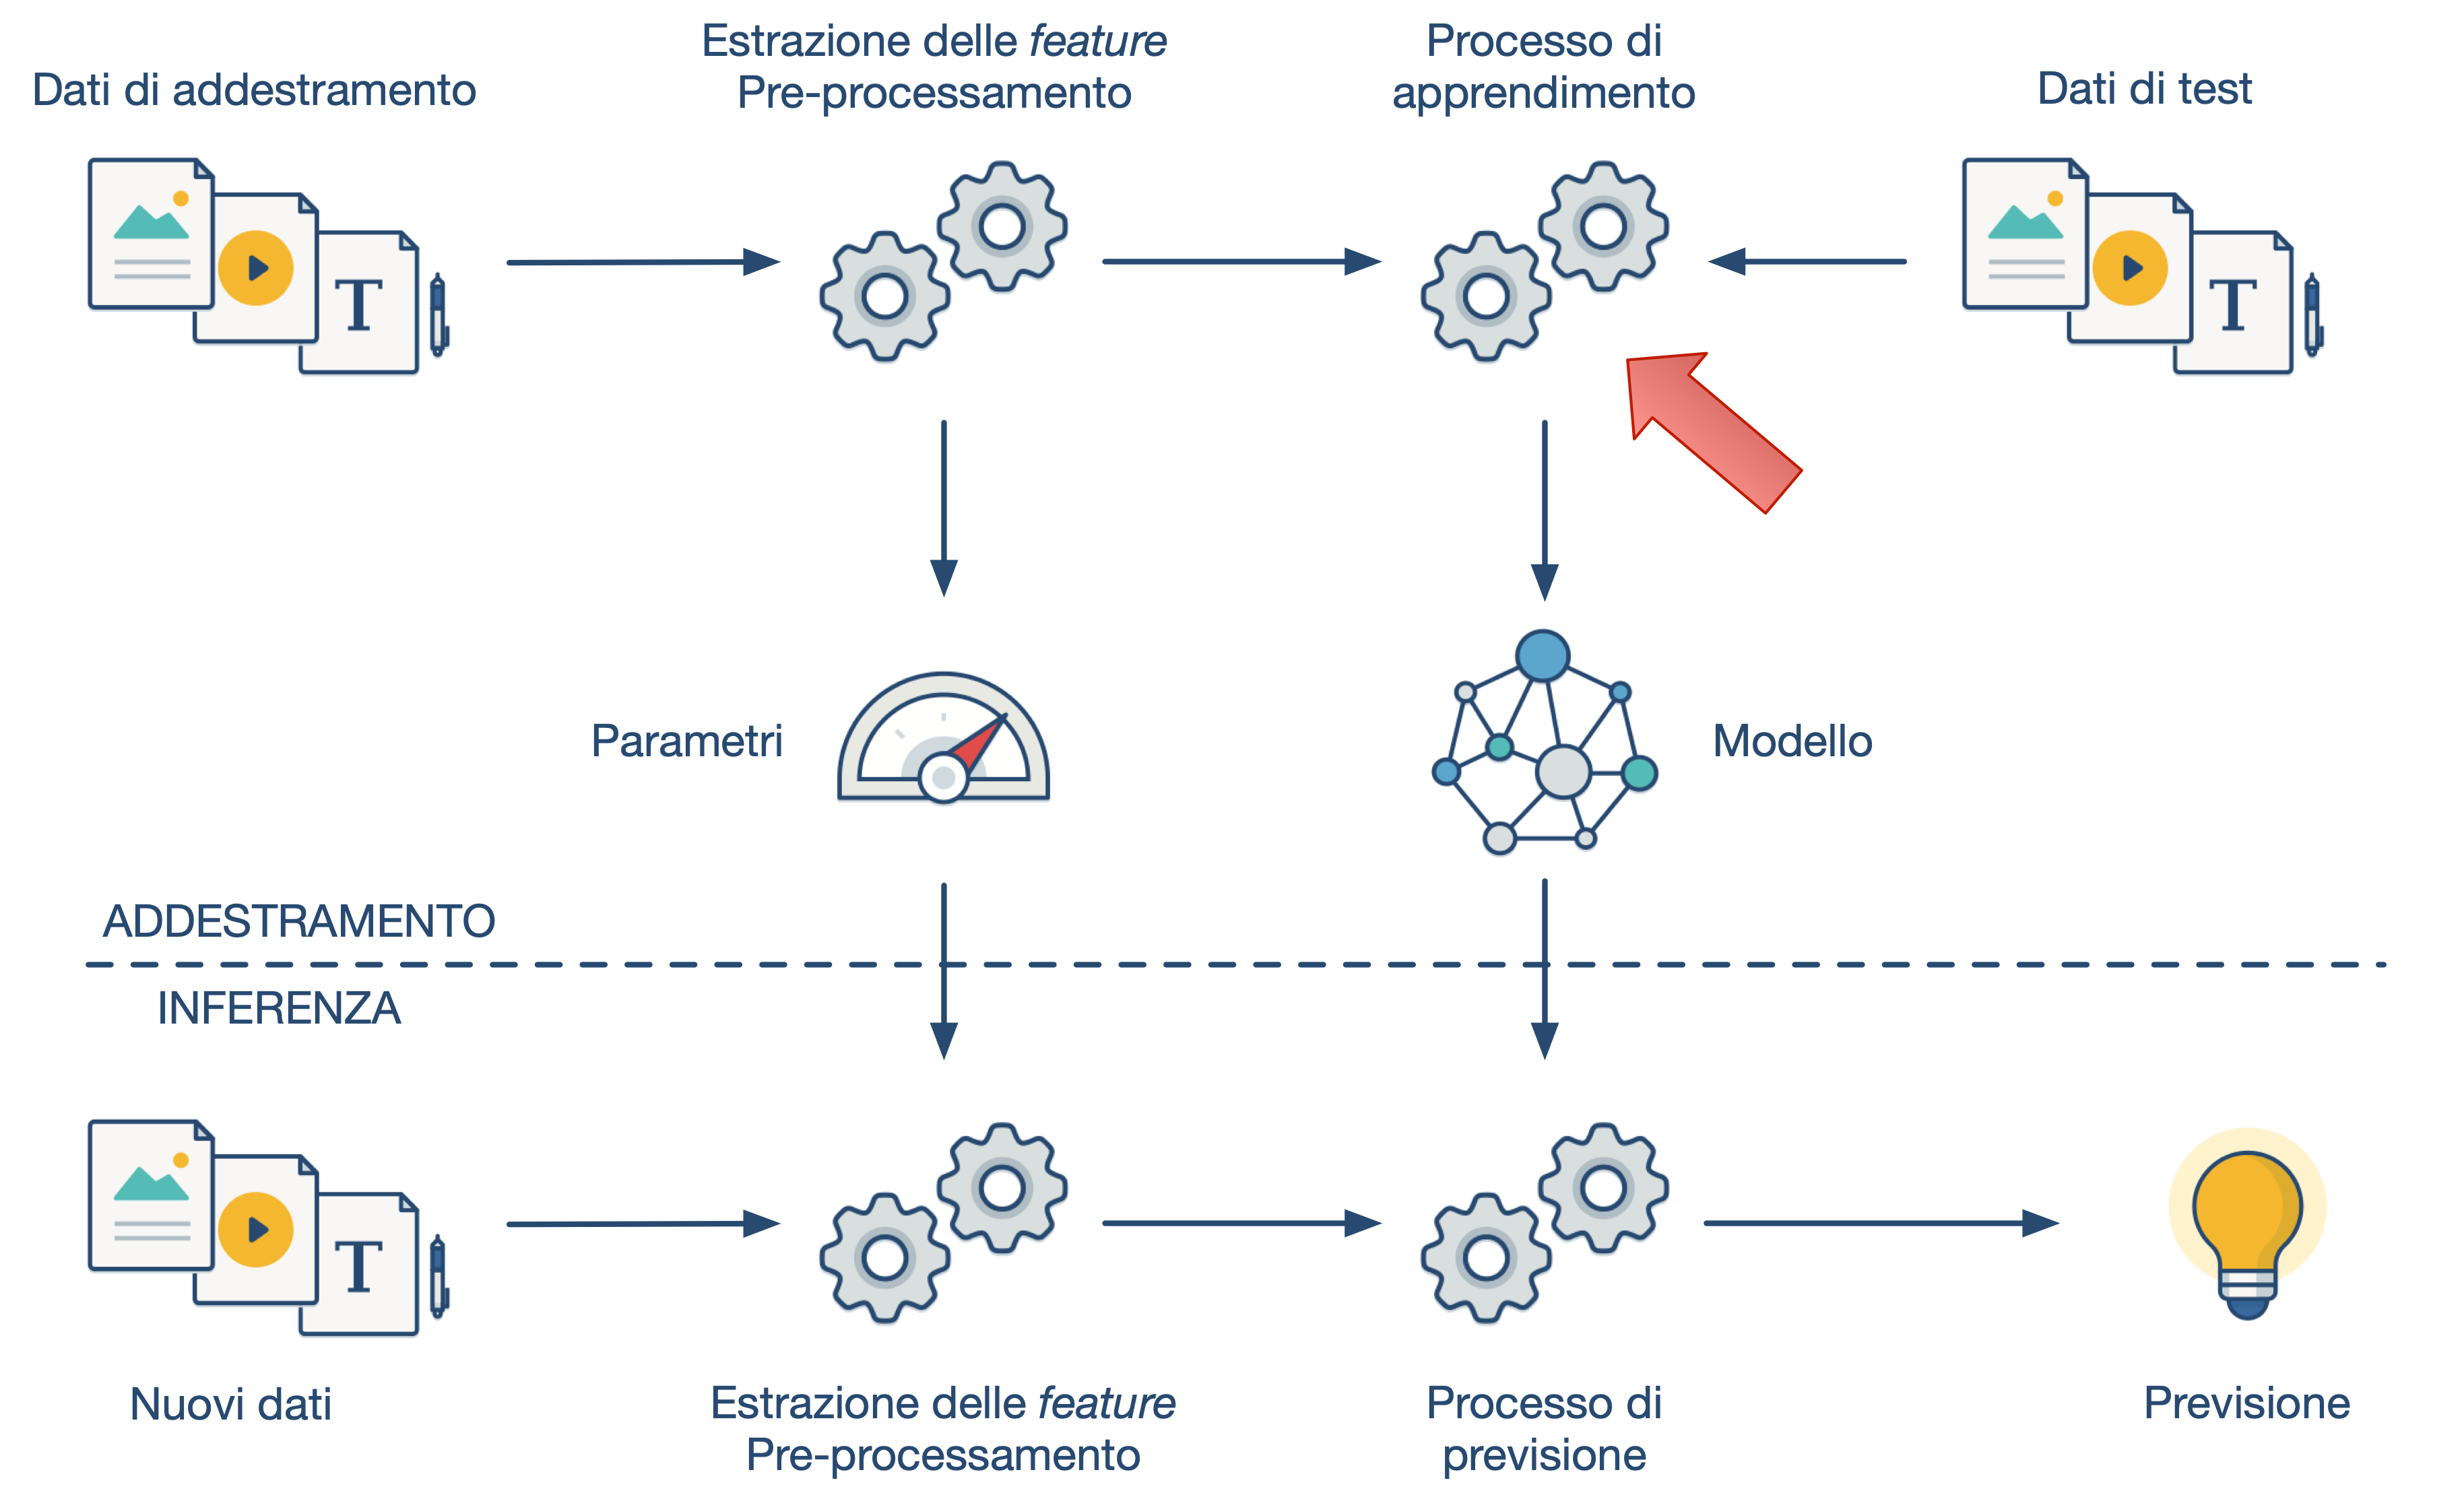 Dati di addestramento
Estrazione delle feature
Pre-processamento
Processo di
apprendimento
Dati di test
T
T
Parametri
Modello
ADDESTRAMENTO
INFERENZA
T
Nuovi dati
Estrazione delle feature
Pre-processamento
Processo di
previsione
Previsione